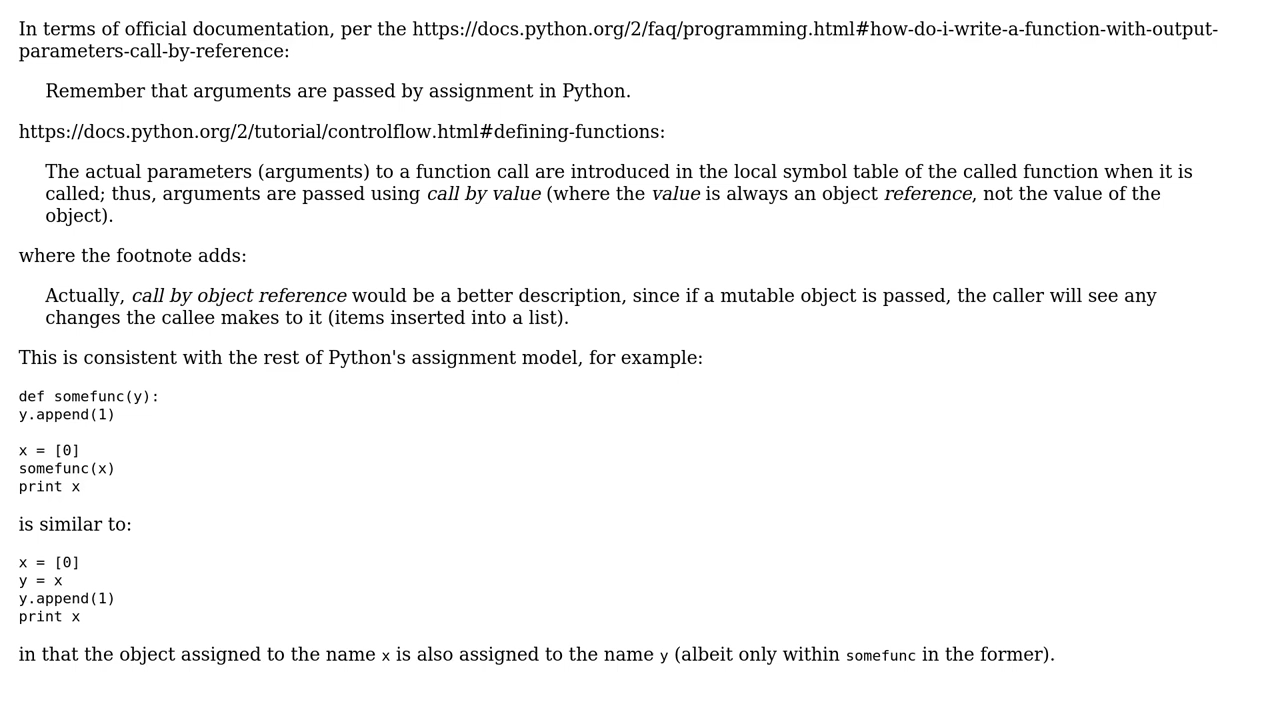 In terms of official documentation, per the https://docs.python.org/2/faq/programming.html#how-do-i-write-a-function-with-output-
parameters-call-by-reference:
Remember that arguments are passed by assignment in Python.
https://docs.python.org/2/tutorial/controlflow.html#defining-functions:
The actual parameters (arguments) to a function call are introduced in the local symbol table of the called function when it is
called; thus, arguments are passed using call by value (where the value is always an object reference, not the value of the
object).
where the footnote adds:
Actually, call by object reference would be a better description, since if a mutable object is passed, the caller will see any
changes the callee makes to it (items inserted into a list).
This is consistent with the rest of Python's assignment model, for example:
def somefunc(y):
y.append(1)
x = [0]
somefunc(x)
print x
is similar to:
x = [0]
y = x
y.append(1)
print x
in that the object assigned to the name x is also assigned to the name y (albeit only within somefunc in the former).